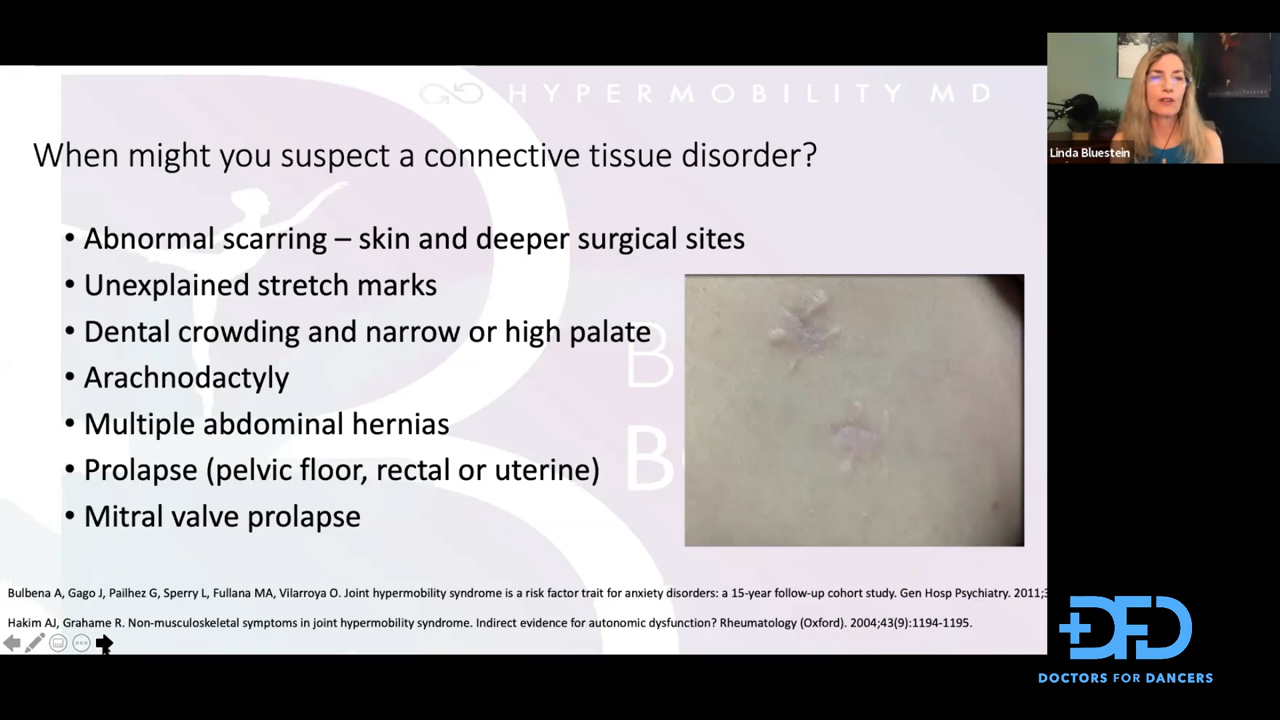 HYPERMOBILITY MD
When might you suspect a connective tissue disorder?
• Abnormal scarring – skin and deeper surgical sites
• Unexplained stretch marks
• Dental crowding and narrow or high palate
• Arachnodactyly
• Multiple abdominal hernias
• Prolapse (pelvic floor, rectal or uterine)
• Mitral valve prolapse
B
B
Bulbena A, Gago J, Pailhez G, Sperry L, Fullana MA, Vilarroya O. Joint hypermobility syndrome is a risk factor trait for anxiety disorders: a 15-year follow-up cohort study. Gen Hosp Psychiatry. 2011;3
Hakim AJ, Grahame R. Non-musculoskeletal symptoms in joint hypermobility syndrome. Indirect evidence for autonomic dysfunction? Rheumatology (Oxford). 2004;43(9):1194-1195.
Linda Bluestein
DFD
DOCTORS FOR DANCERS